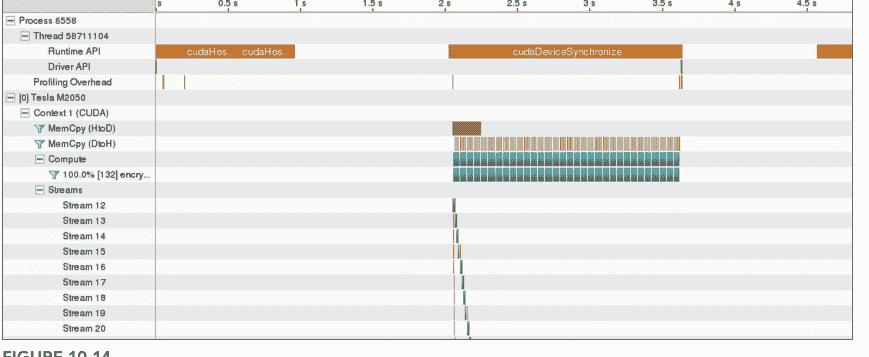 s 0.5 s 1 s 1.5 s 2 s 2.5 s 3 s 3.5 s 4 s 4.5 s
Process 6558
Thread 58711104
Runtime API cudaHos... cudaHos... cudaDeviceSynchronize
Driver API
Profiling Overhead
[0] Tesla M2050
Context 1 (CUDA)
MemCpy (HtoD)
MemCpy (DtoH)
Compute
100.0% [132] encry...
Streams
Stream 12
Stream 13
Stream 14
Stream 15
Stream 16
Stream 17
Stream 18
Stream 19
Stream 20
FIGURE 10-14